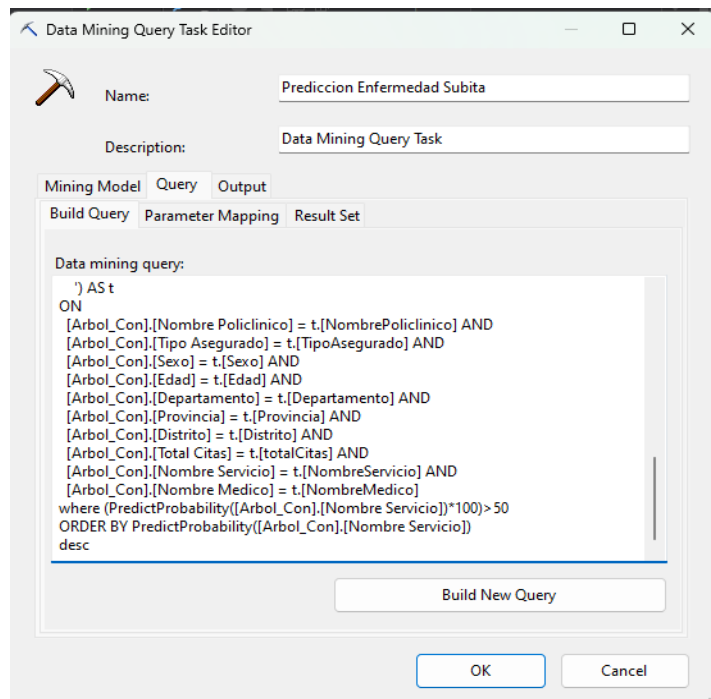 Data Mining Query Task Editor
Name:
Prediccion Enfermedad Subita
Description:
Data Mining Query Task
Mining Model Query Output
Build Query Parameter Mapping Result Set
Data mining query:
') AS t
ON
[Arbol_Con].[Nombre Policlinico] = t.[NombrePoliclinico] AND
[Arbol_Con].[Tipo Asegurado] = t.[TipoAsegurado] AND
[Arbol_Con].[Sexo] = t.[Sexo] AND
[Arbol_Con].[Edad] = t.[Edad] AND
[Arbol_Con].[Departamento] = t.[Departamento] AND
[Arbol_Con].[Provincia] = t.[Provincia] AND
[Arbol_Con].[Distrito] = t.[Distrito] AND
[Arbol_Con].[Total Citas] = t.[totalCitas] AND
[Arbol_Con].[Nombre Servicio] = t.[NombreServicio] AND
[Arbol_Con].[Nombre Medico] = t.[NombreMedico]
where (PredictProbability([Arbol_Con].[Nombre Servicio])*100)>50
ORDER BY PredictProbability([Arbol_Con].[Nombre Servicio])
desc
Build New Query
OK Cancel